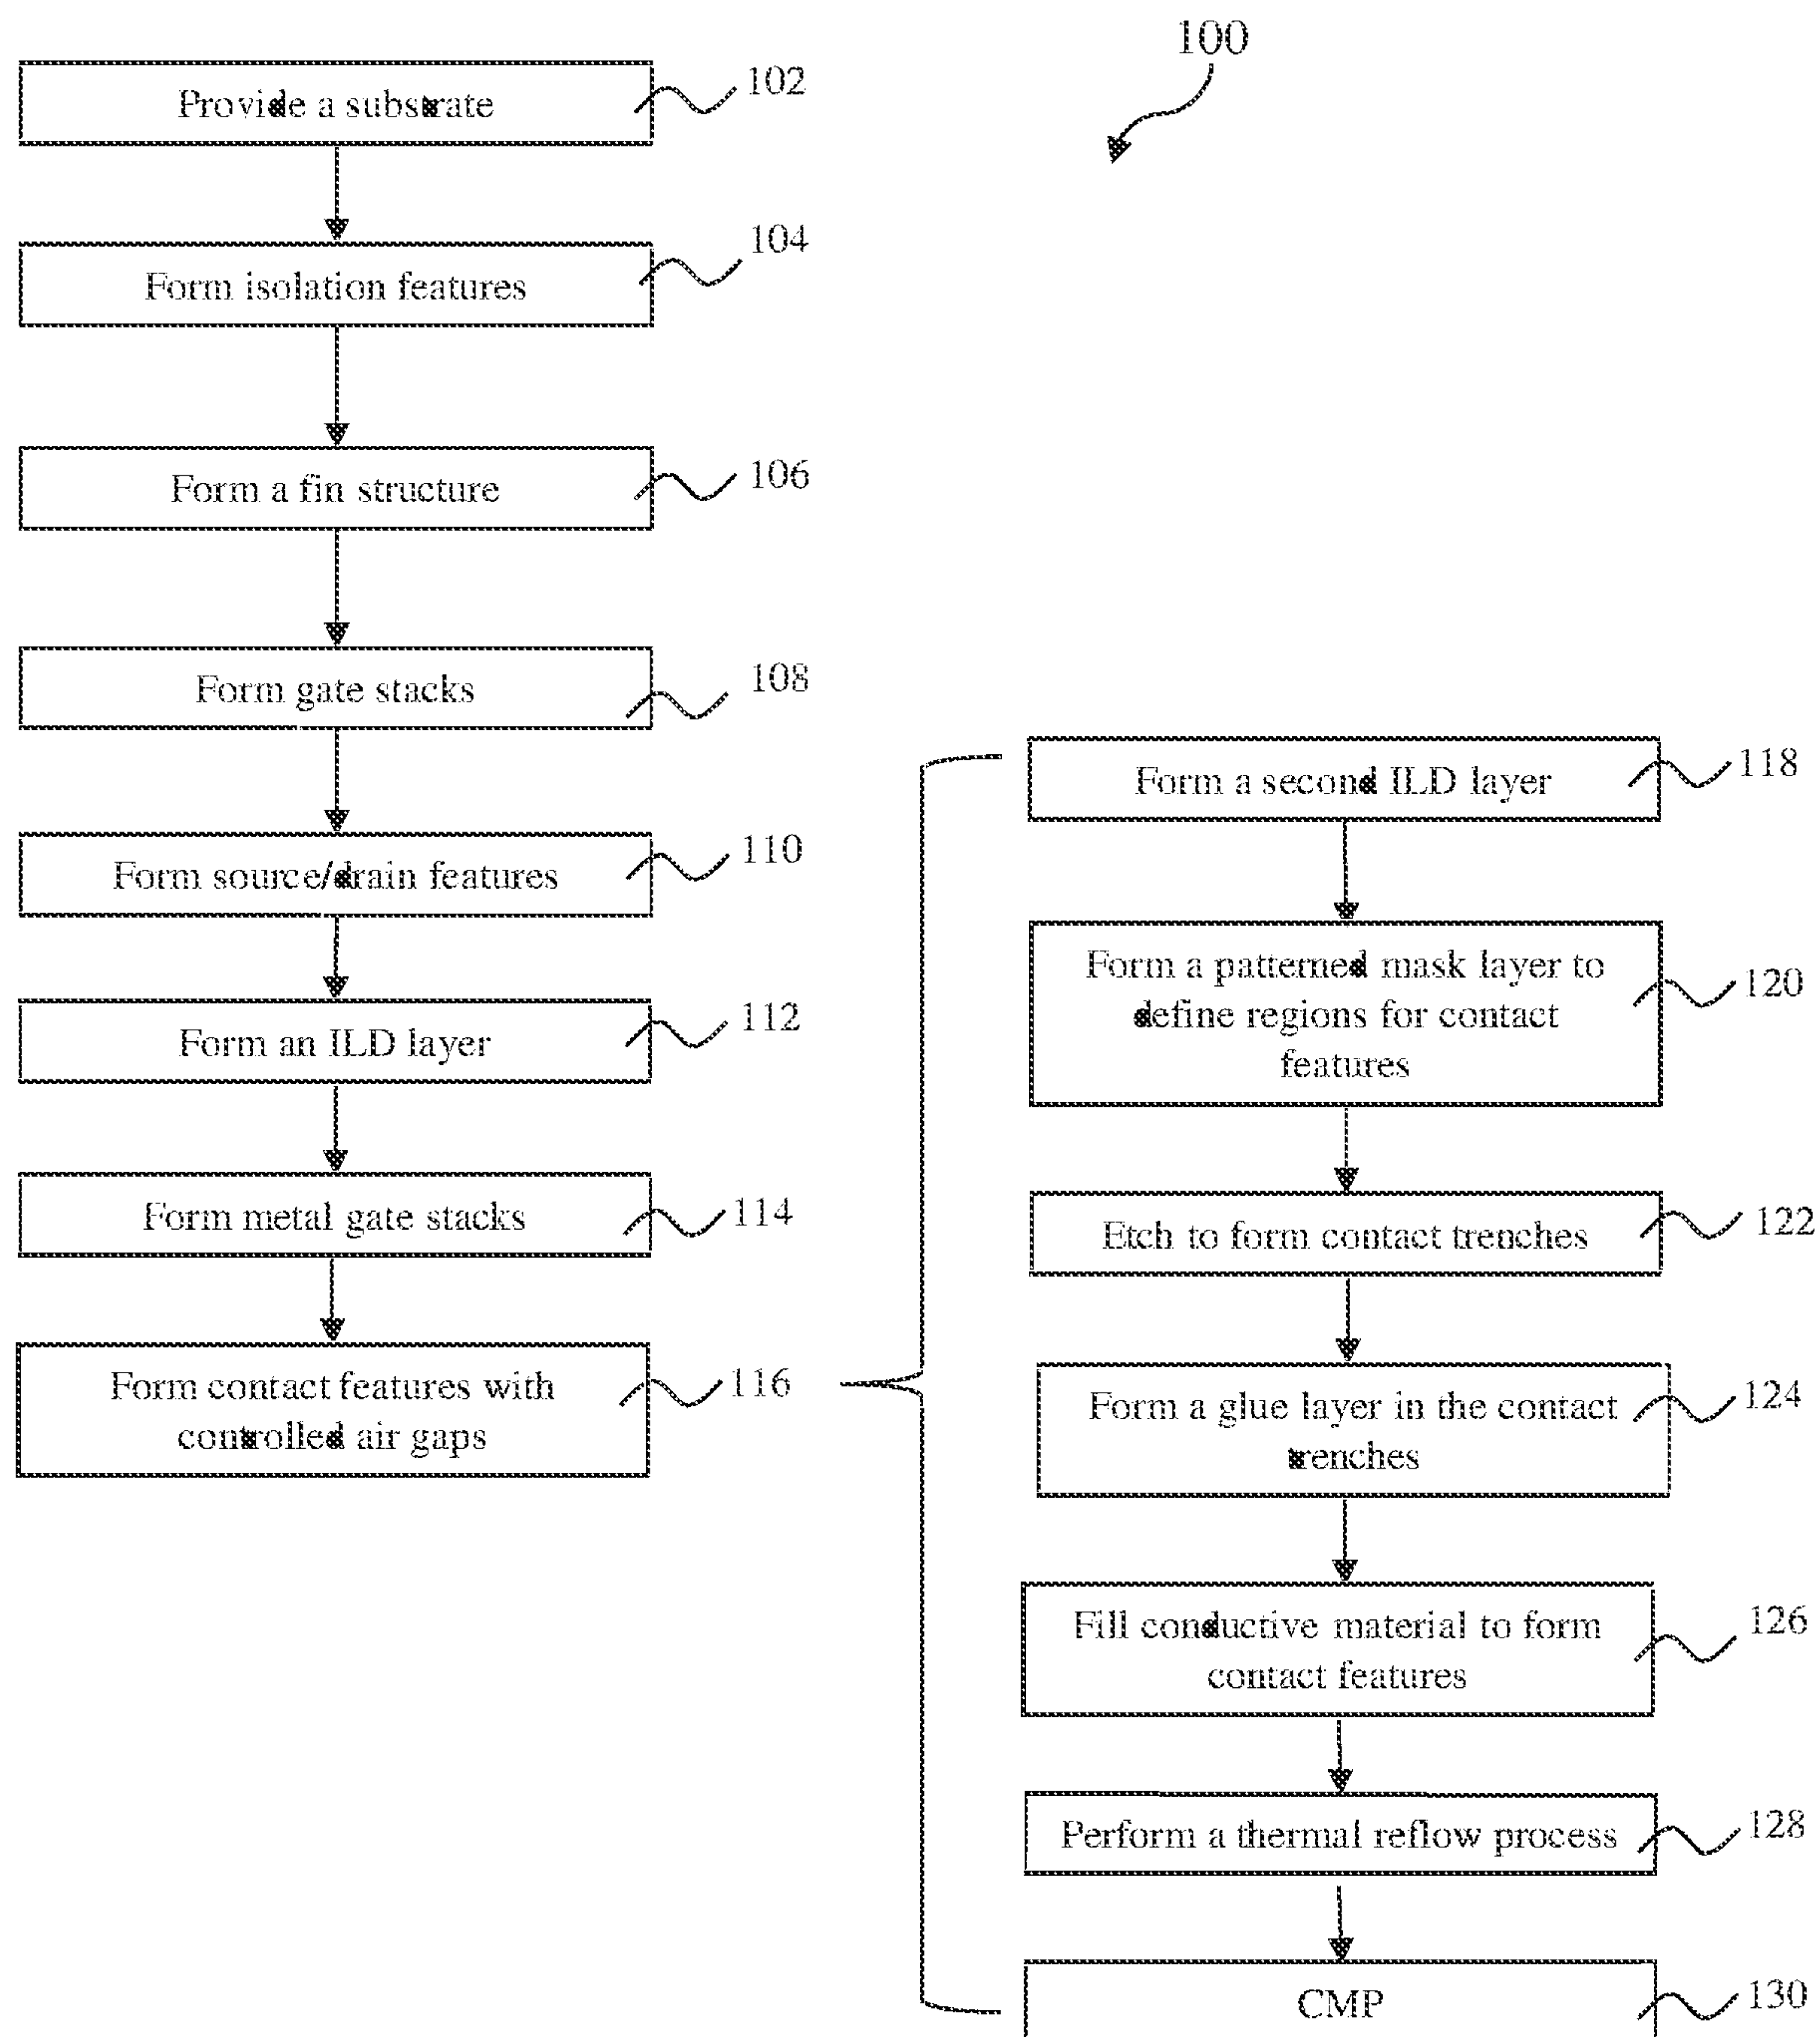 100
Provide a substrate
102
Form isolation features
104
Form a fin structure
106
Form gate stacks
108
Form source/drain features
110
Form an ILD layer
112
Form metal gate stacks
114
Form contact features with
controlled air gaps
116
Form a second ILD layer
118
Form a patterned mask layer to
define regions for contact
features
120
Etch to form contact trenches
122
Form a glue layer in the contact
trenches
124
Fill conductive material to form
contact features
126
Perform a thermal reflow process
128
CMP
130